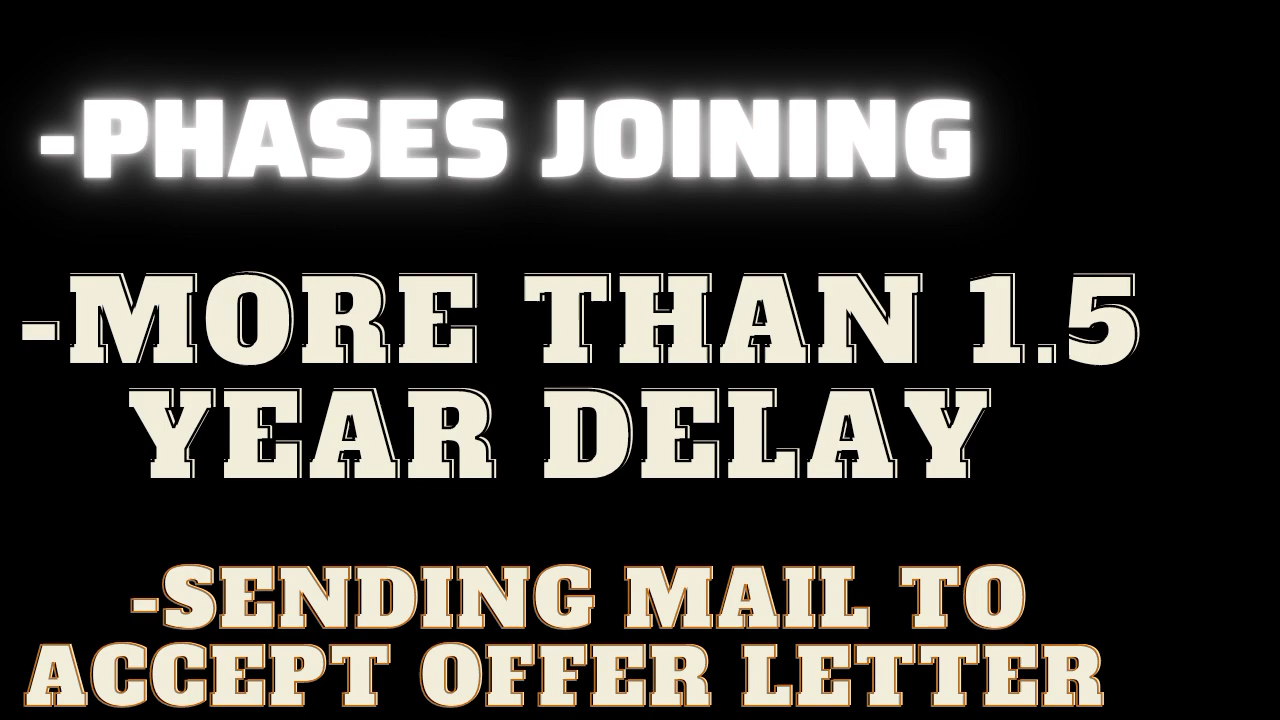 -PHASES JOINING
-MORE THAN 1.5
YEAR DELAY
-SENDING MAIL TO
ACCEPT OFFER LETTER